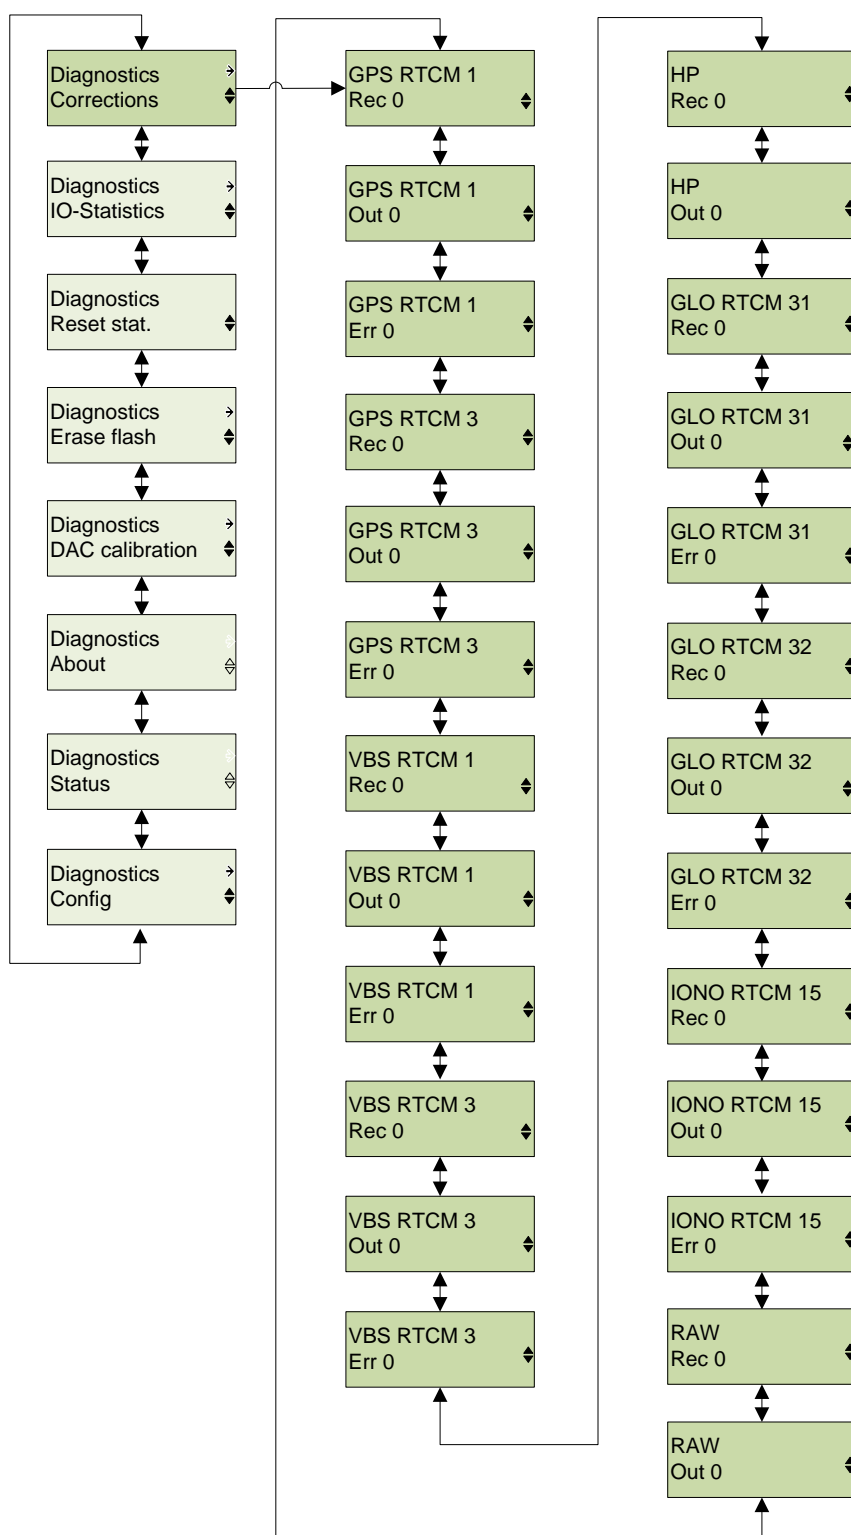 Diagnostics
Corrections
Diagnostics
IO-Statistics
Diagnostics
Reset stat.
Diagnostics
Erase flash
Diagnostics
DAC calibration
Diagnostics
About
Diagnostics
Status
Diagnostics
Config
GPS RTCM 1
Rec 0
GPS RTCM 1
Out 0
GPS RTCM 1
Err 0
GPS RTCM 3
Rec 0
GPS RTCM 3
Out 0
GPS RTCM 3
Err 0
VBS RTCM 1
Rec 0
VBS RTCM 1
Out 0
VBS RTCM 1
Err 0
VBS RTCM 3
Rec 0
VBS RTCM 3
Out 0
VBS RTCM 3
Err 0
HP
Rec 0
HP
Out 0
GLO RTCM 31
Rec 0
GLO RTCM 31
Out 0
GLO RTCM 31
Err 0
GLO RTCM 32
Rec 0
GLO RTCM 32
Out 0
GLO RTCM 32
Err 0
IONO RTCM 15
Rec 0
IONO RTCM 15
Out 0
IONO RTCM 15
Err 0
RAW
Rec 0
RAW
Out 0